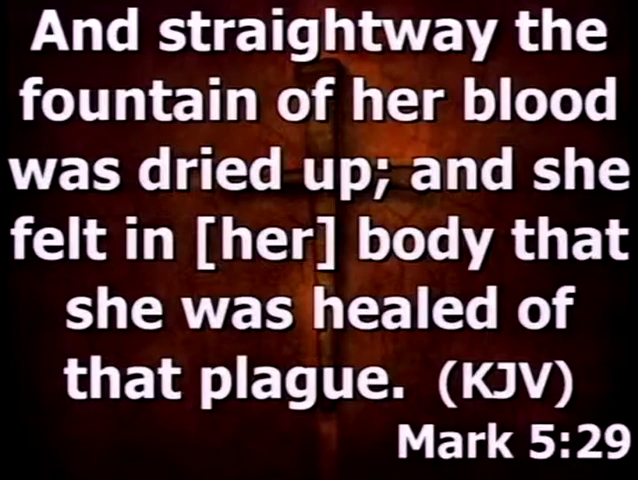 And straightway the
fountain of her blood
was dried up; and she
felt in [her] body that
she was healed of
that plague. (KJV)
Mark 5:29